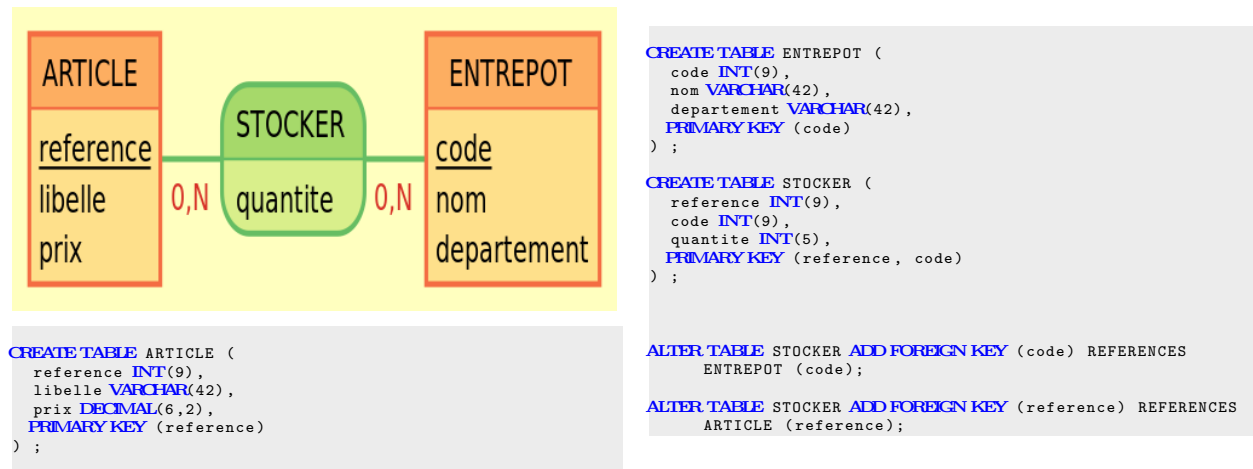 ARTICLE
reference
libelle
prix
0,N
STOCKER
quantite
0,N
ENTREPOT
code
nom
departement
CREATE TABLE ARTICLE (
reference INT(9),
libelle VARCHAR(42),
prix DECIMAL(6,2),
PRIMARY KEY (reference)
) ;
CREATE TABLE ENTREPOT (
code INT(9),
nom VARCHAR(42),
departement VARCHAR(42),
PRIMARY KEY (code)
) ;
CREATE TABLE STOCKER (
reference INT(9),
code INT(9),
quantite INT(5),
PRIMARY KEY (reference, code)
) ;
ALTER TABLE STOCKER ADD FOREIGN KEY (code) REFERENCES
ENTREPOT (code);
ALTER TABLE STOCKER ADD FOREIGN KEY (reference) REFERENCES
ARTICLE (reference);